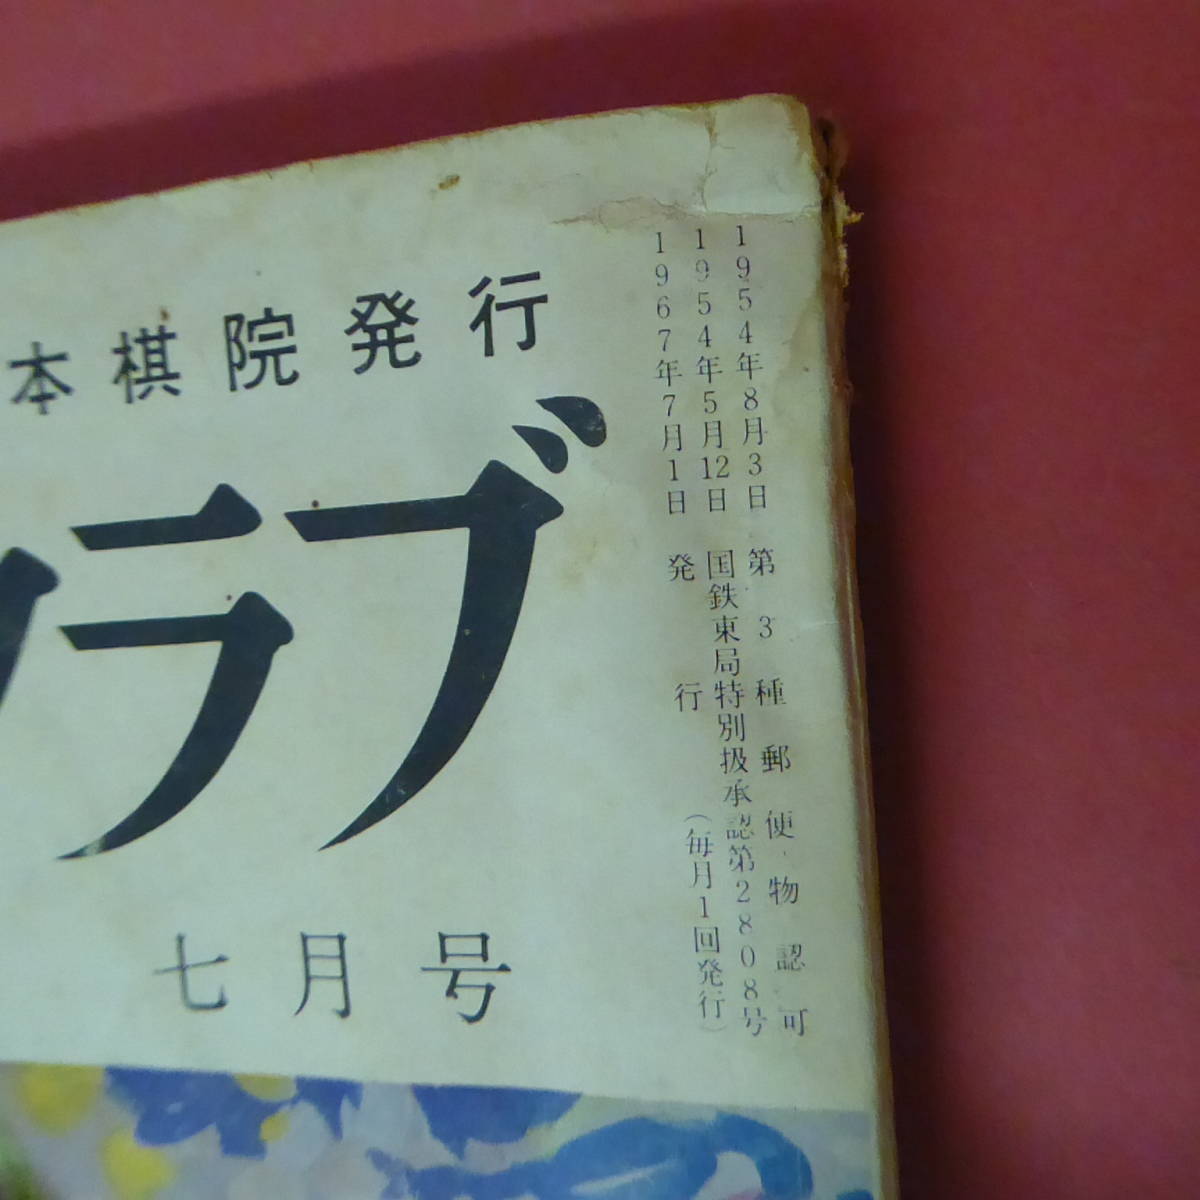 本棋院発行
ラブ
七月号
1954年8月3日 第3種郵便物認可
1954年5月12日 国鉄東局特別扱承認第2808号
1967年7月1日 発行 (毎月1回発行)